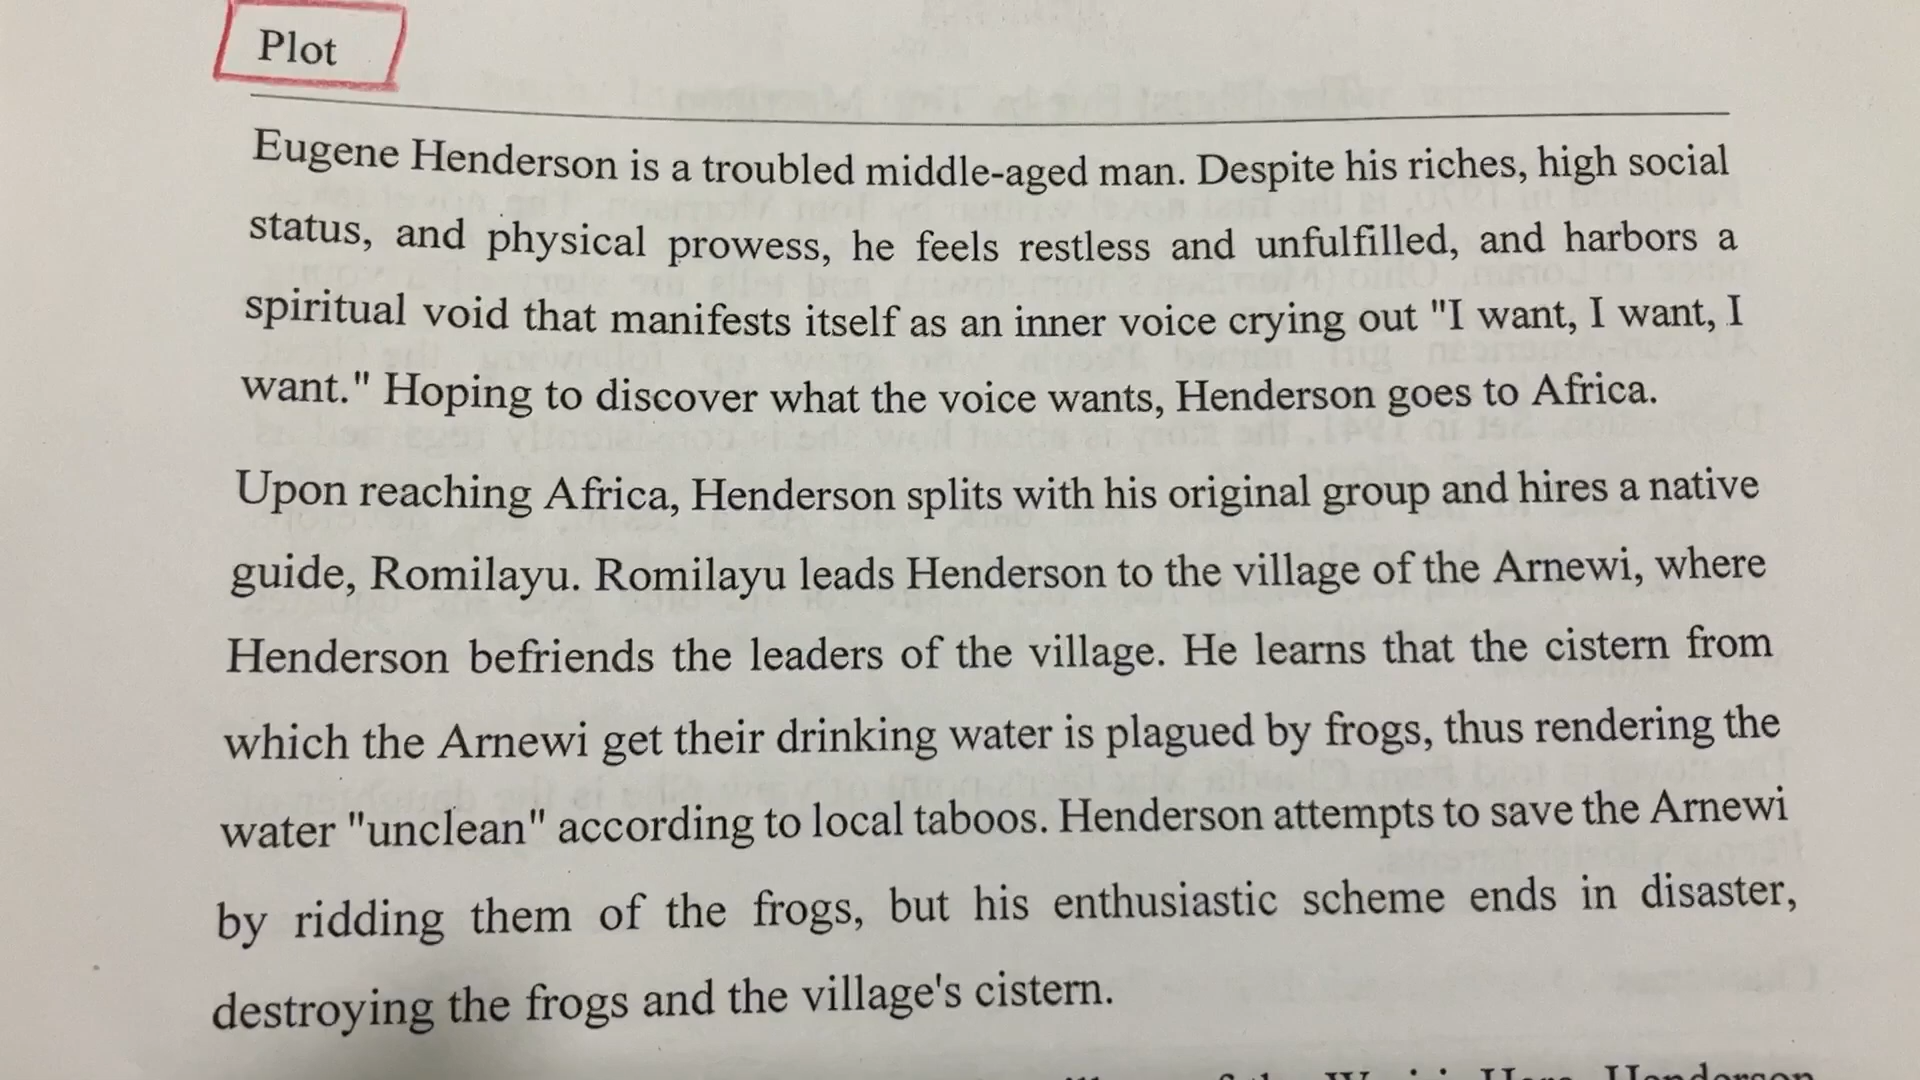 Plot
Eugene Henderson is a troubled middle-aged man. Despite his riches, high social
status, and physical prowess, he feels restless and unfulfilled, and harbors a
spiritual void that manifests itself as an inner voice crying out "I want, I want, I
want." Hoping to discover what the voice wants, Henderson goes to Africa.
Upon reaching Africa, Henderson splits with his original group and hires a native
guide, Romilayu. Romilayu leads Henderson to the village of the Arnewi, where
Henderson befriends the leaders of the village. He learns that the cistern from
which the Arnewi get their drinking water is plagued by frogs, thus rendering the
water "unclean" according to local taboos. Henderson attempts to save the Arnewi
by ridding them of the frogs, but his enthusiastic scheme ends in disaster,
destroying the frogs and the village's cistern.
Henderson